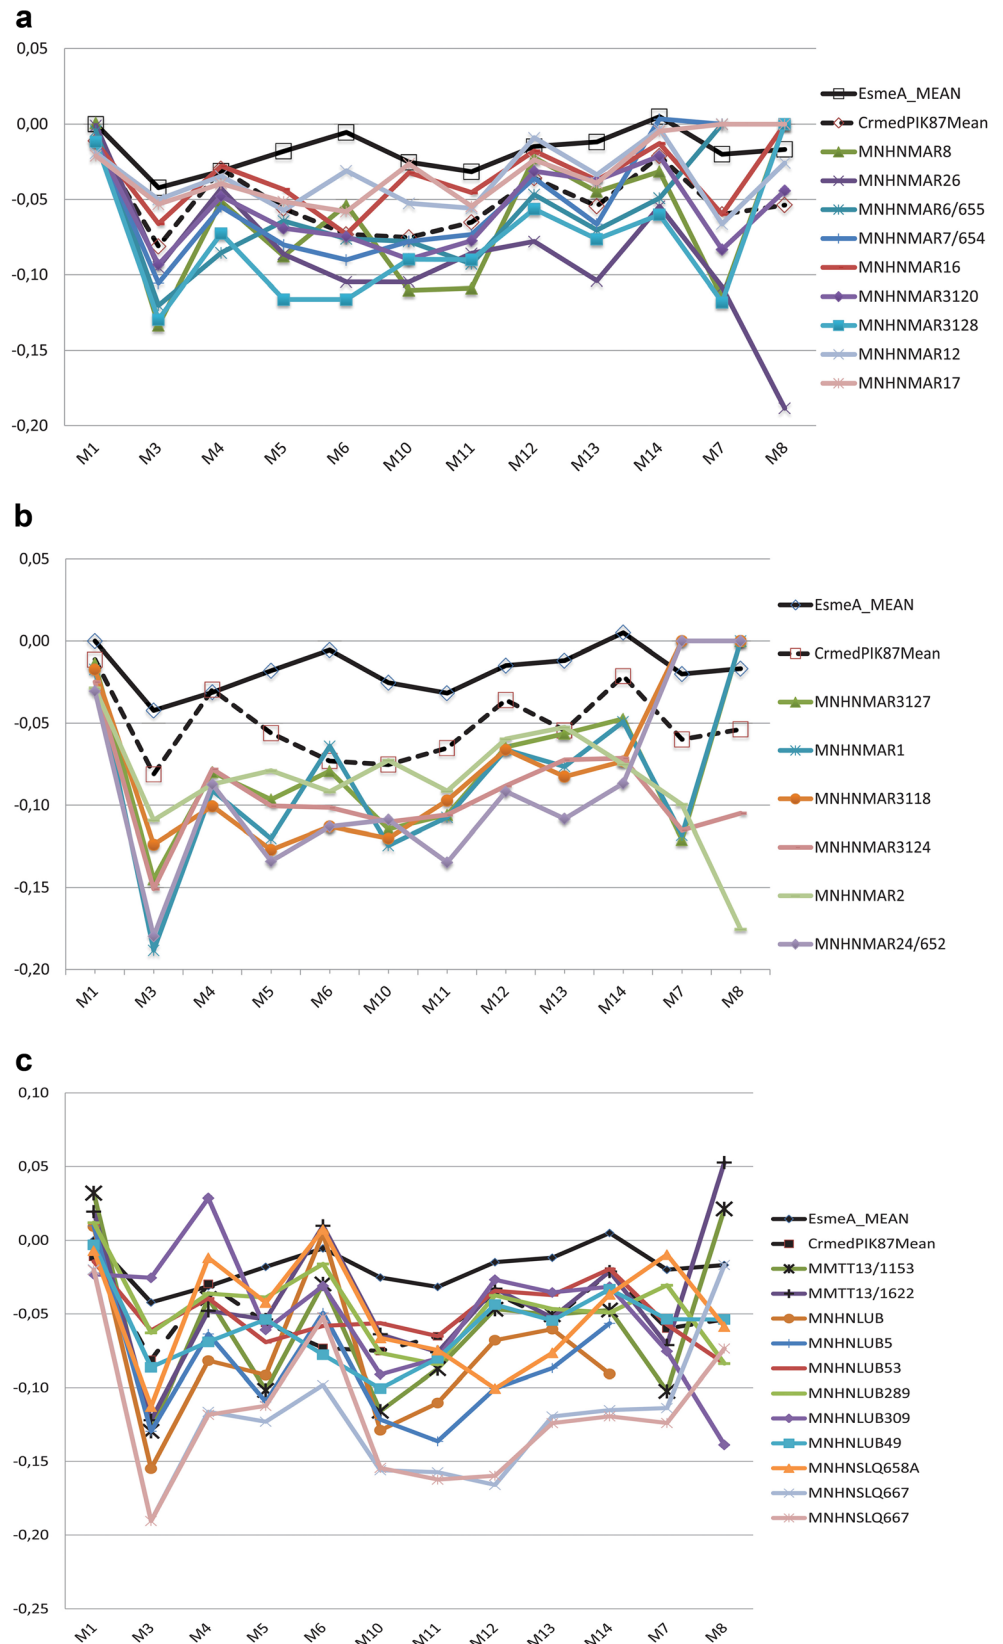 a
0,05
0,00
-0,05
-0,10
-0,15
-0,20
M1 M3 M4 M5 M6 M10 M11 M12 M13 M14 M7 M8
EsmeA_MEAN
CrmedPIK87Mean
MNHNMAR8
MNHNMAR26
MNHNMAR6/655
MNHNMAR7/654
MNHNMAR16
MNHNMAR3120
MNHNMAR3128
MNHNMAR12
MNHNMAR17
b
0,05
0,00
-0,05
-0,10
-0,15
-0,20
M1 M3 M4 M5 M6 M10 M11 M12 M13 M14 M7 M8
EsmeA_MEAN
CrmedPIK87Mean
MNHNMAR3127
MNHNMAR1
MNHNMAR3118
MNHNMAR3124
MNHNMAR2
MNHNMAR24/652
c
0,10
0,05
0,00
-0,05
-0,10
-0,15
-0,20
-0,25
M1 M3 M4 M5 M6 M10 M11 M12 M13 M14 M7 M8
EsmeA_MEAN
CrmedPIK87Mean
MMTT13/1153
MMTT13/1622
MNHNLUB
MNHNLUB5
MNHNLUB53
MNHNLUB289
MNHNLUB309
MNHNLUB49
MNHNSLQ658A
MNHNSLQ667
MNHNSLQ667